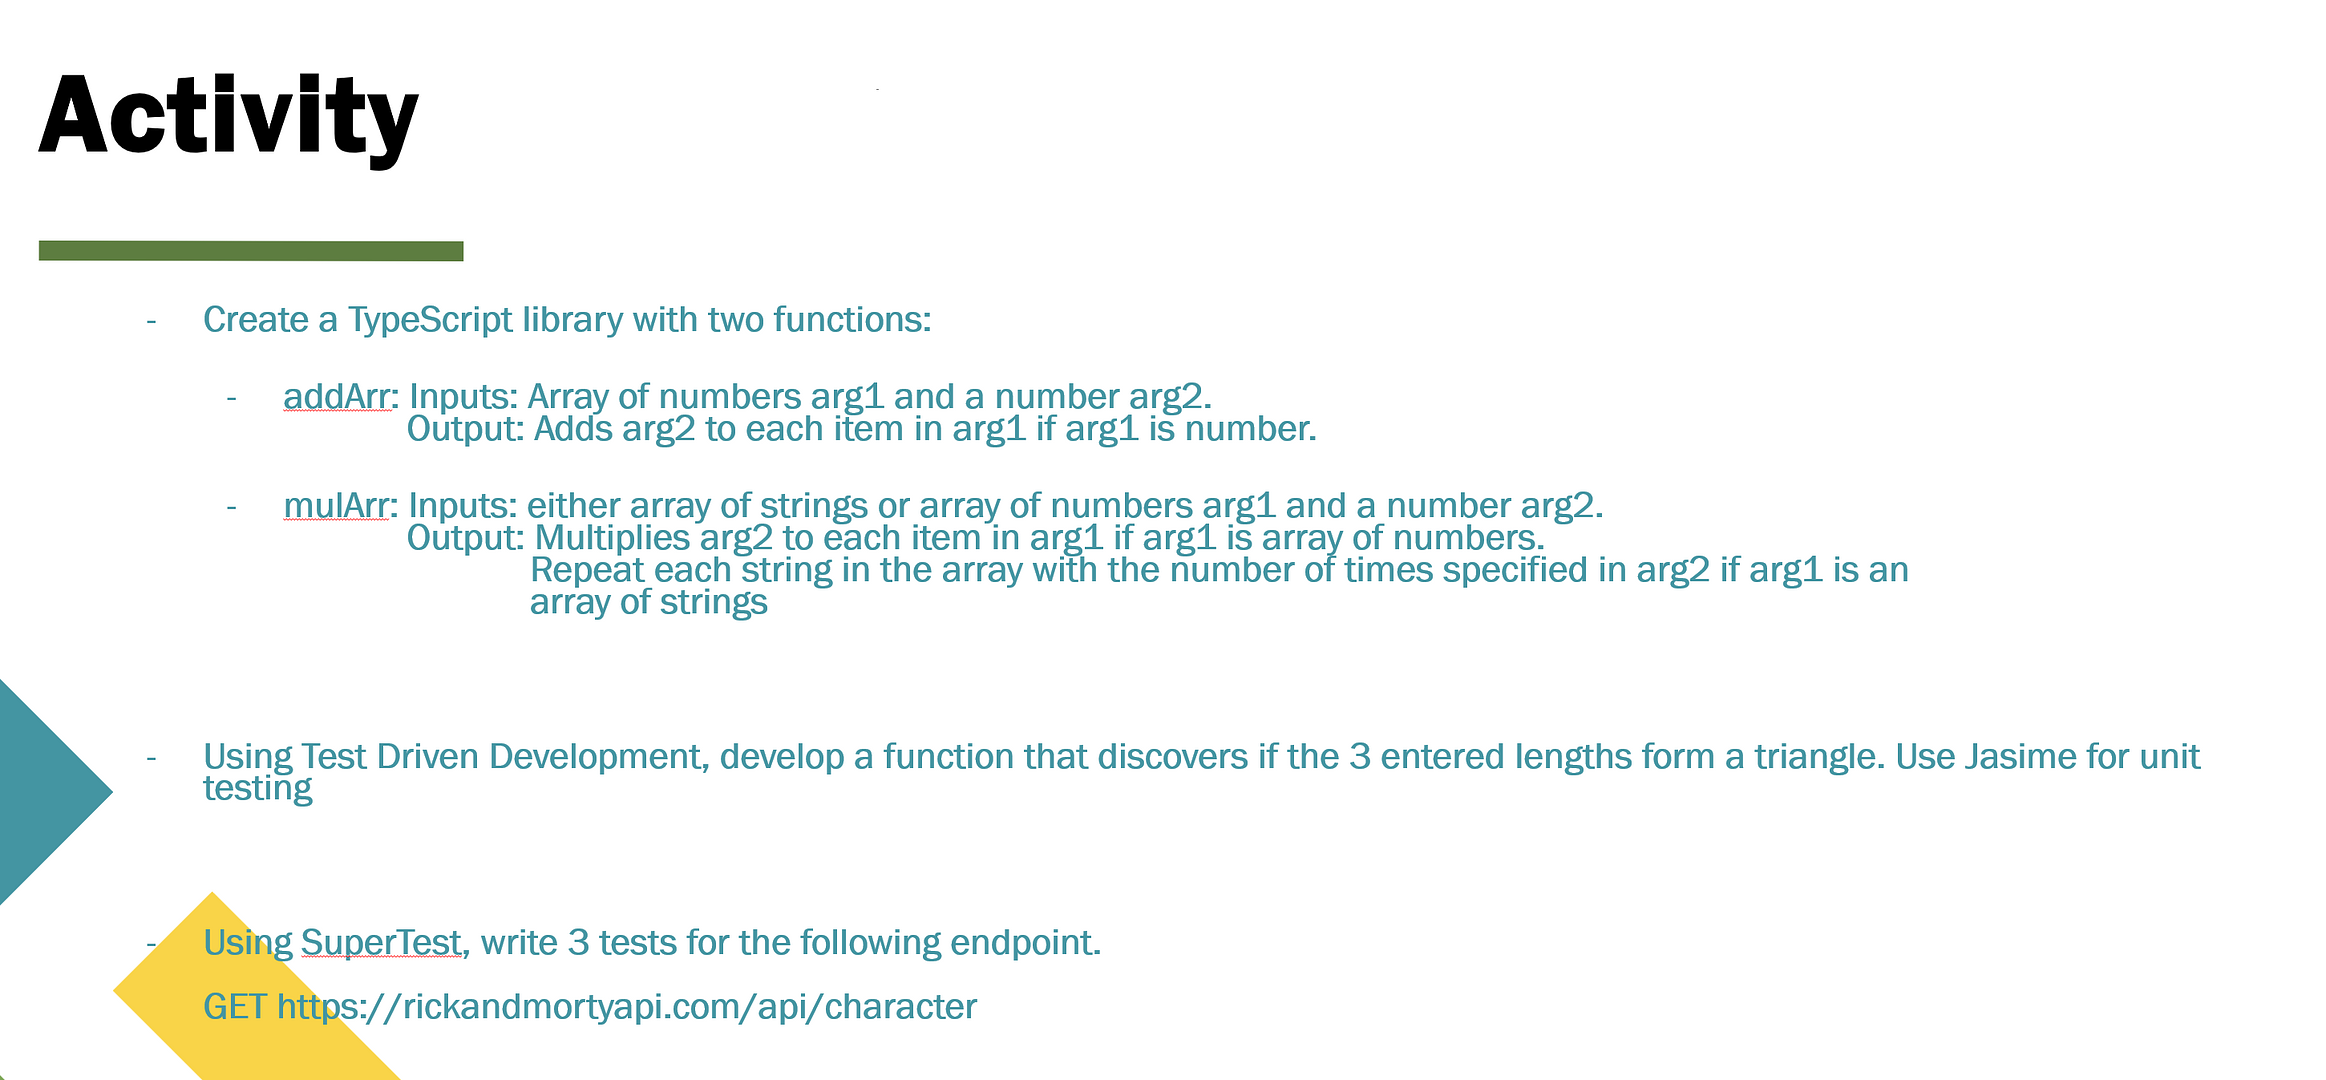 Activity
- Create a TypeScript library with two functions:
- addArr: Inputs: Array of numbers arg1 and a number arg2.
Output: Adds arg2 to each item in arg1 if arg1 is number.
- mulArr: Inputs: either array of strings or array of numbers arg1 and a number arg2.
Output: Multiplies arg2 to each item in arg1 if arg1 is array of numbers.
Repeat each string in the array with the number of times specified in arg2 if arg1 is an
array of strings
- Using Test Driven Development, develop a function that discovers if the 3 entered lengths form a triangle. Use Jasime for unit
testing
- Using SuperTest, write 3 tests for the following endpoint.
GET https://rickandmortyapi.com/api/character